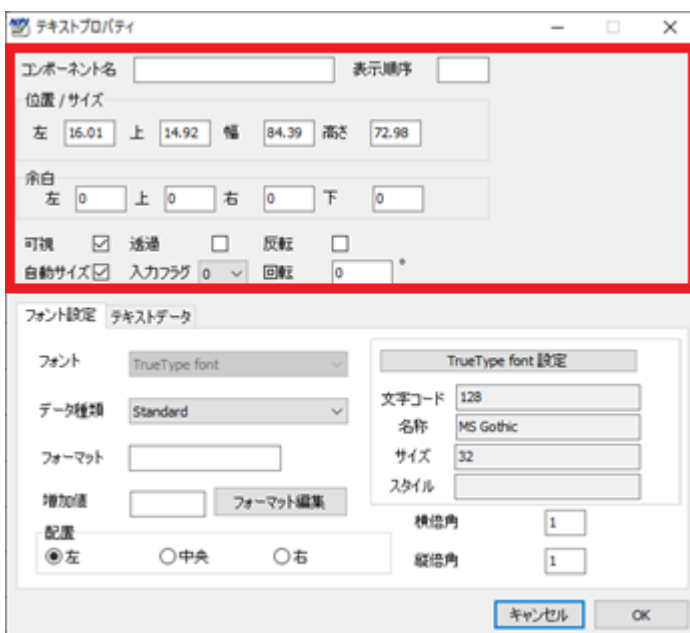 テキストプロパティ
コンポーネント名 表示順序
位置 / サイズ
左 16.01 上 14.92 幅 84.39 高さ 72.98
余白
左 0 上 0 右 0 下 0
可視 透過 反転
自動サイズ 入力フラグ 0 回転 0 °
フォント設定 テキストデータ
フォント TrueType font
TrueType font 設定
文字コード 128
データ種類 Standard
名称 MS Gothic
フォーマット
サイズ 32
スタイル
増加値 フォーマット編集
横倍角 1
配置
左 中央 右
縦倍角 1
キャンセル OK